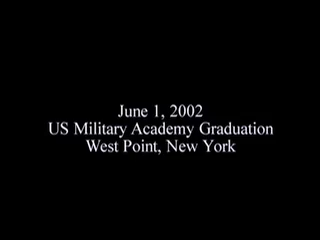 June 1, 2002
US Military Academy Graduation
West Point, New York